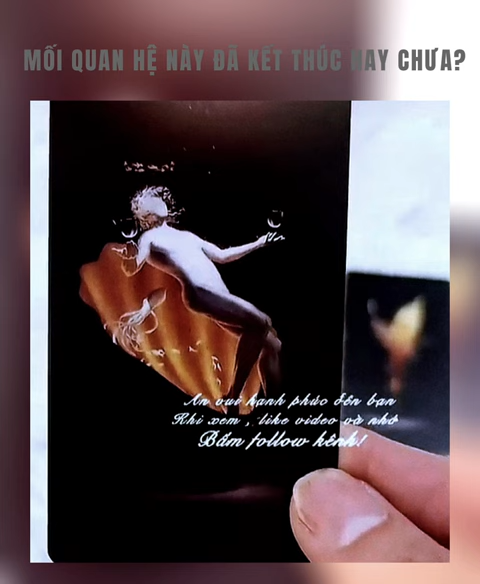 MỐI QUAN HỆ NÀY ĐÃ KẾT THÚC HAY CHƯA?
An vui hạnh phúc đến bạn
Khi xem , like video và nhớ
Bấm follow kênh!